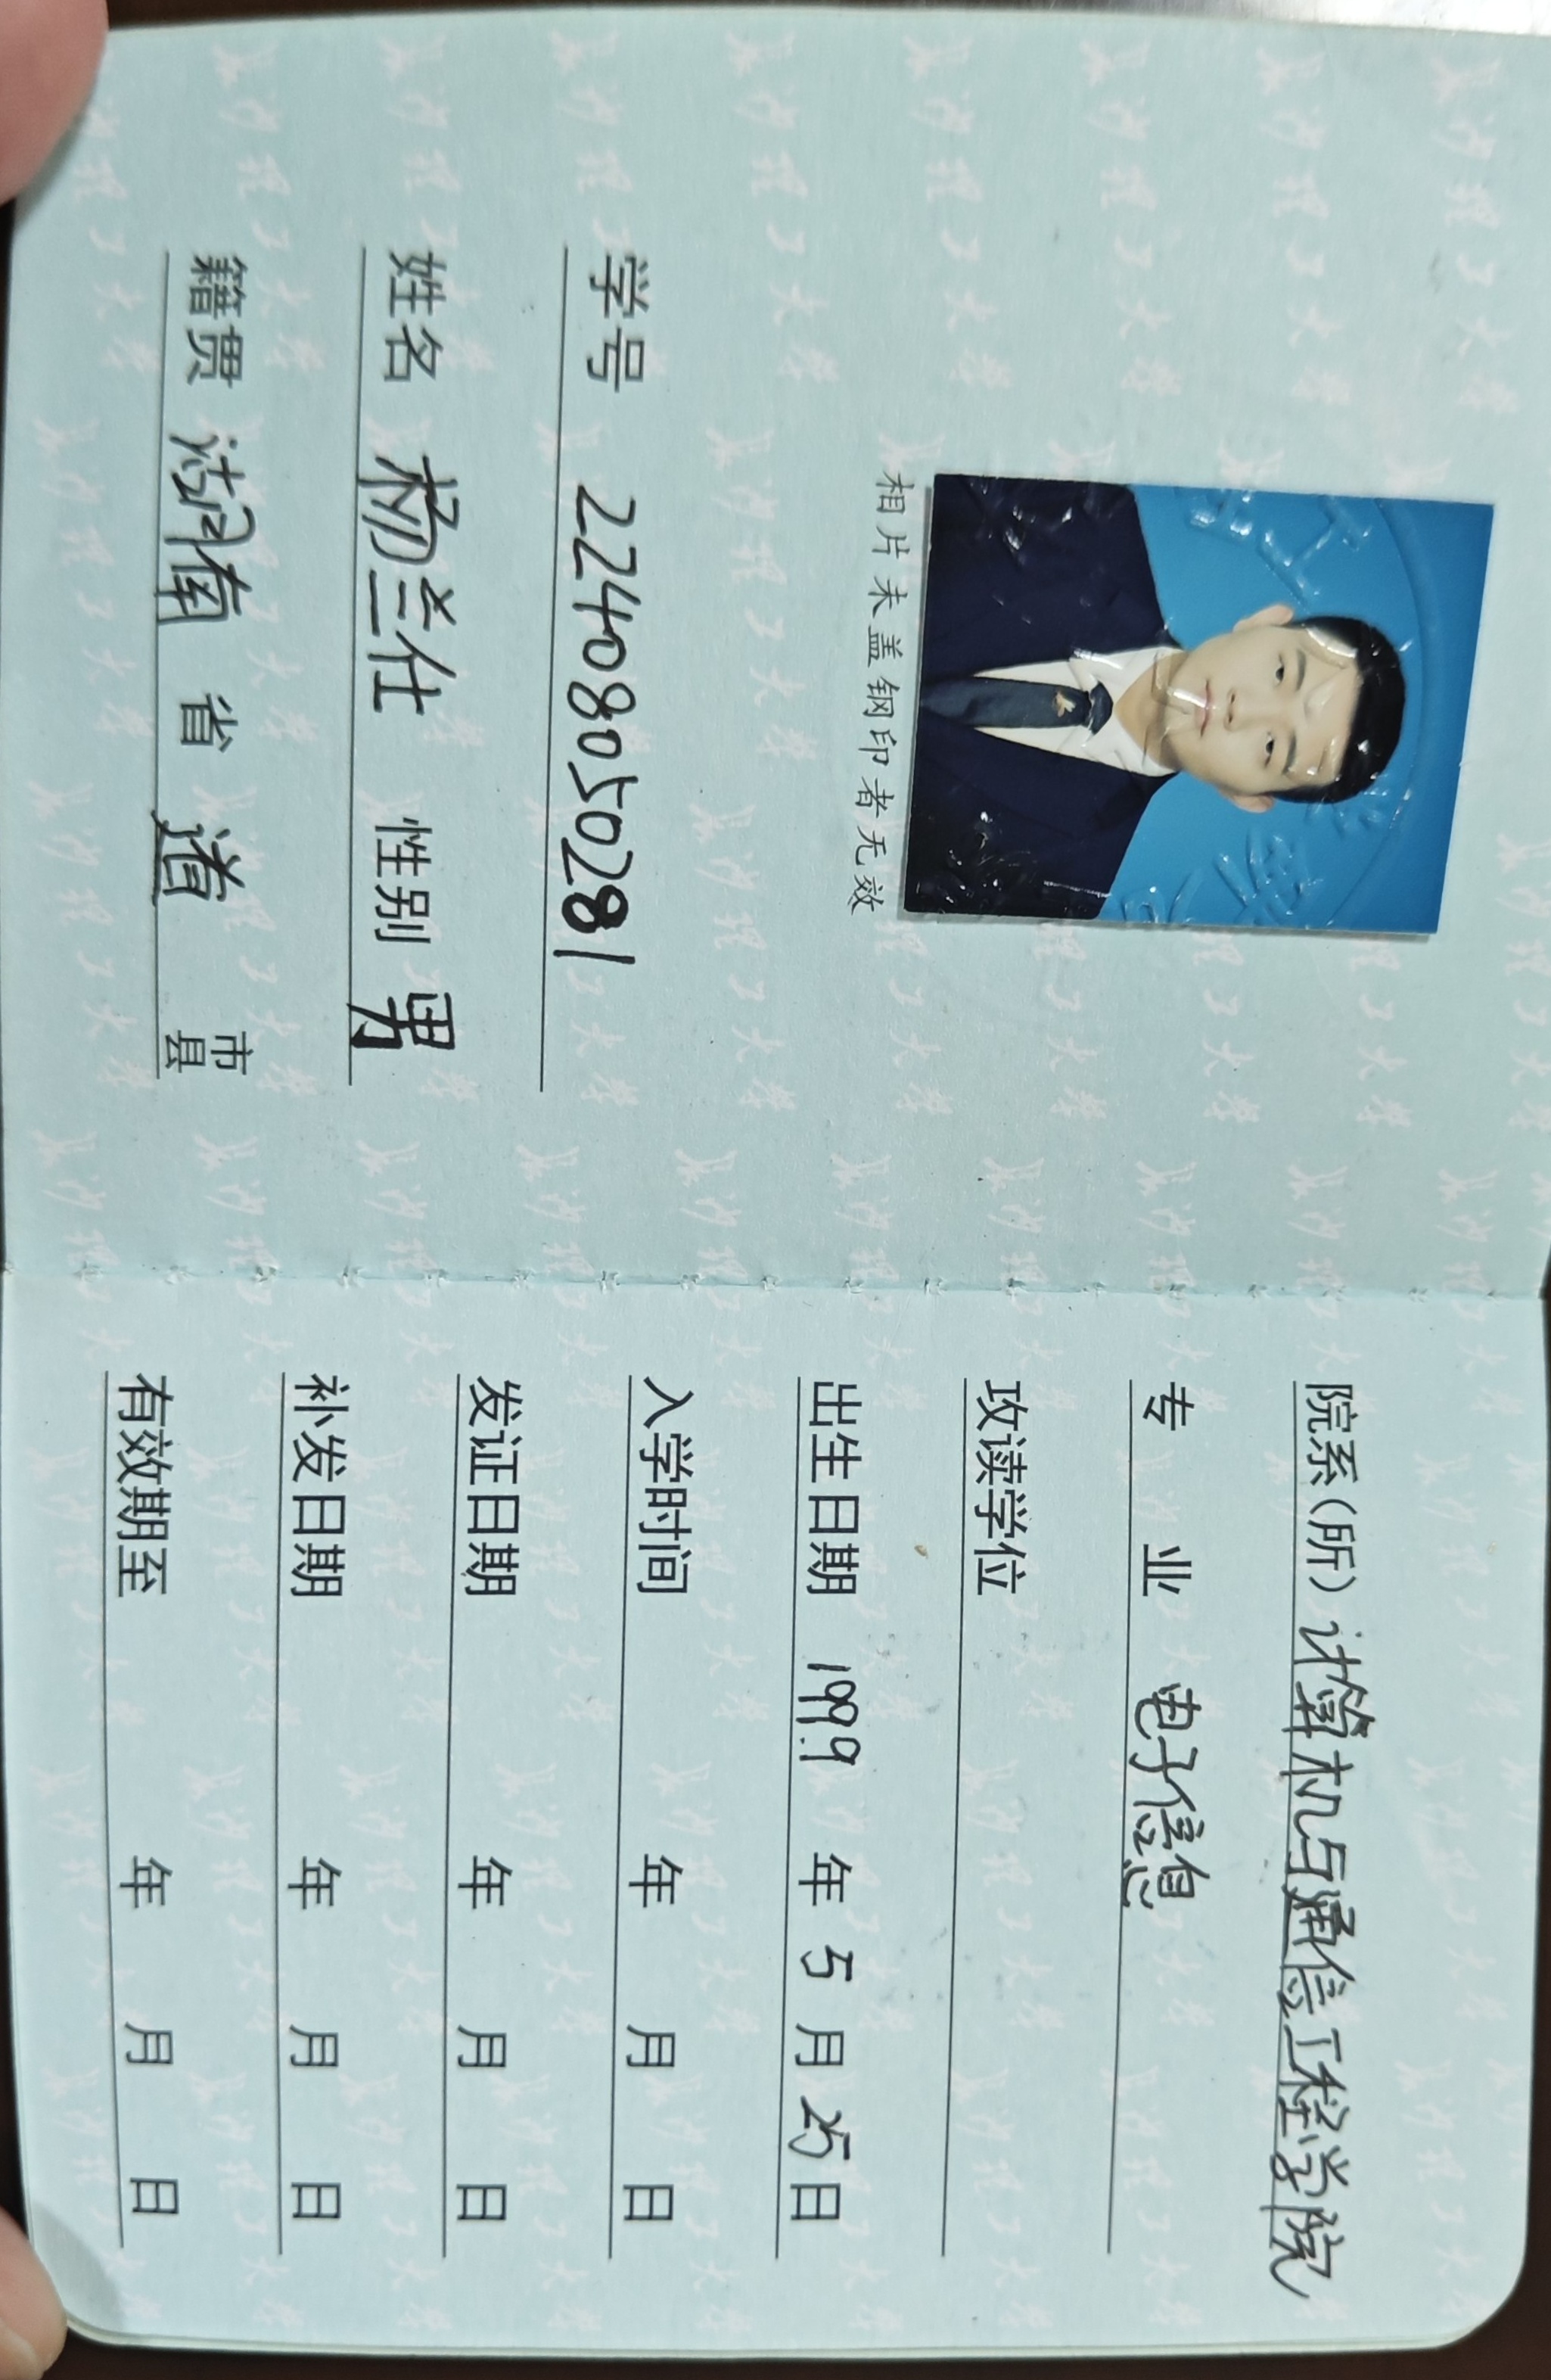 相片未盖钢印者无效
学号 22408050281
姓名 杨兰仕 性别 男
籍贯 湖南 省 道 市县
院系(所) 计算机与通信工程学院
专业 电子信息
攻读学位
出生日期 1999 年 5 月 25 日
入学时间 年 月 日
发证日期 年 月 日
补发日期 年 月 日
有效期至 年 月 日